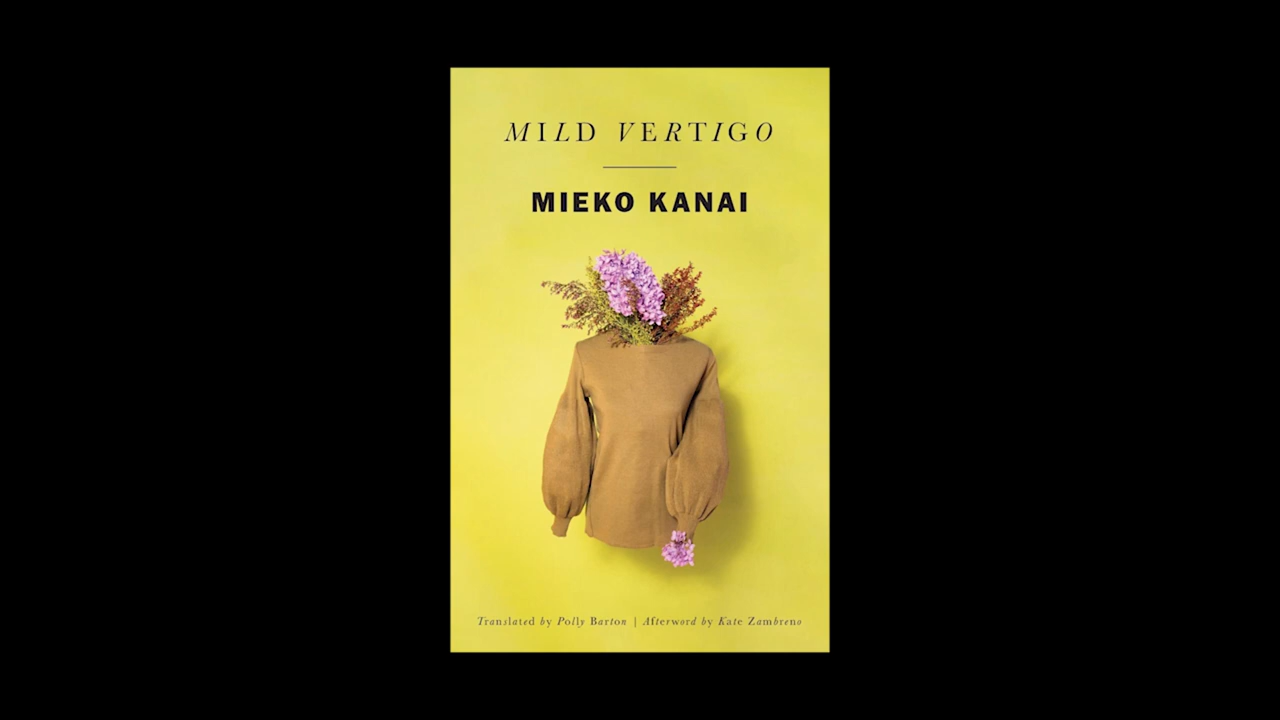 MILD VERTIGO
MIEKO KANAI
Translated by Polly Barton | Afterword by Kate Zambreno